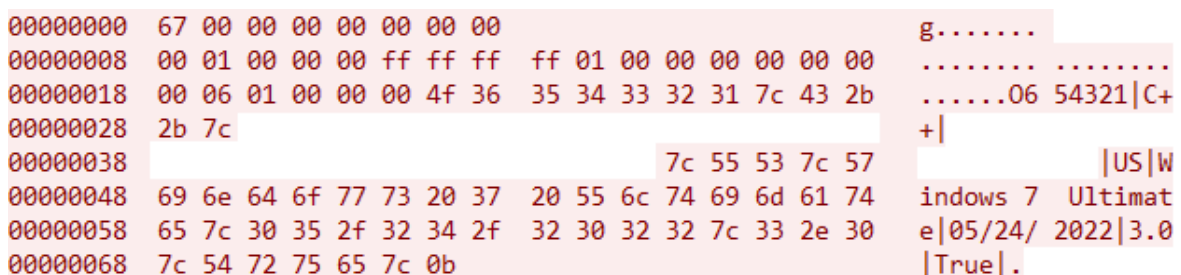 00000000 67 00 00 00 00 00 00 00 g.......
00000008 00 01 00 00 00 ff ff ff ff 01 00 00 00 00 00 00 ........ ........
00000018 00 06 01 00 00 00 4f 36 35 34 33 32 31 7c 43 2b ......O6 54321|C+
00000028 2b 7c +|
00000038 7c 55 53 7c 57 |US|W
00000048 69 6e 64 6f 77 73 20 37 20 55 6c 74 69 6d 61 74 indows 7 Ultimat
00000058 65 7c 30 35 2f 32 34 2f 32 30 32 32 7c 33 2e 30 e|05/24/ 2022|3.0
00000068 7c 54 72 75 65 7c 0b |True|.